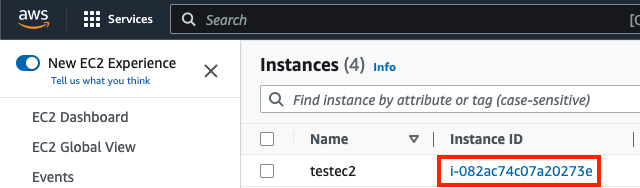 aws
Services
Search
[O
New EC2 Experience
Tell us what you think
EC2 Dashboard
EC2 Global View
Events
Instances (4) Info
Find instance by attribute or tag (case-sensitive)
Name
Instance ID
testec2
i-082ac74c07a20273e